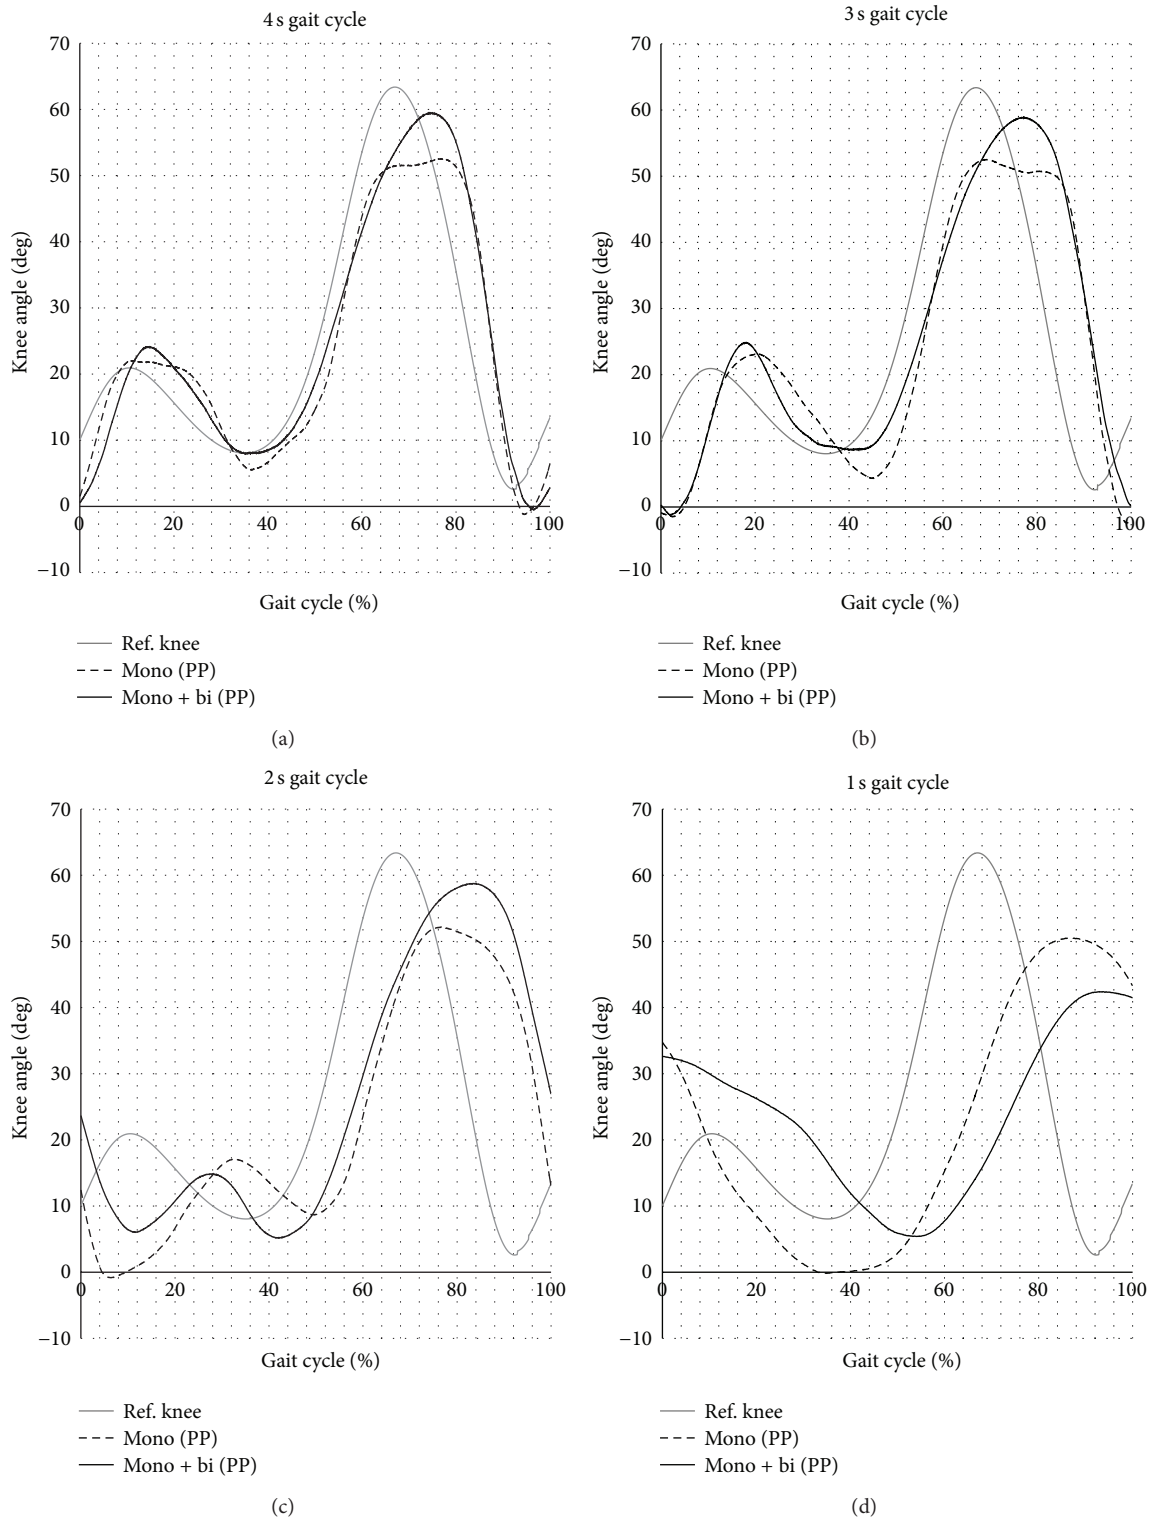 4 s gait cycle
70
60
50
40
30
20
10
0
−10
Knee angle (deg)
0 20 40 60 80 100
Gait cycle (%)
Ref. knee
Mono (PP)
Mono + bi (PP)
(a)
3 s gait cycle
70
60
50
40
30
20
10
0
−10
Knee angle (deg)
0 20 40 60 80 100
Gait cycle (%)
Ref. knee
Mono (PP)
Mono + bi (PP)
(b)
2 s gait cycle
70
60
50
40
30
20
10
0
−10
Knee angle (deg)
0 20 40 60 80 100
Gait cycle (%)
Ref. knee
Mono (PP)
Mono + bi (PP)
(c)
1 s gait cycle
70
60
50
40
30
20
10
0
−10
Knee angle (deg)
0 20 40 60 80 100
Gait cycle (%)
Ref. knee
Mono (PP)
Mono + bi (PP)
(d)